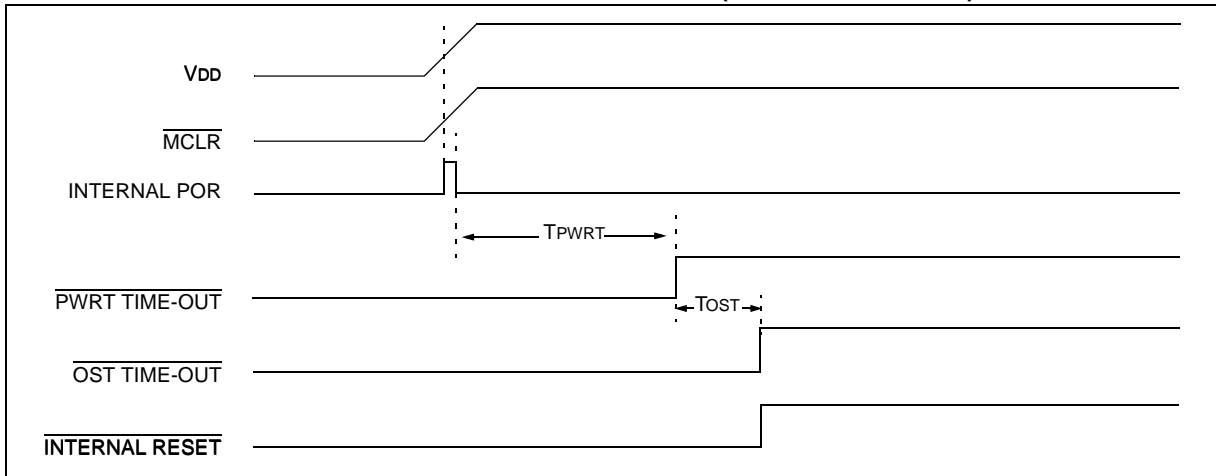 VDD
MCLR
INTERNAL POR
TPWRT
PWRT TIME-OUT
TOST
OST TIME-OUT
INTERNAL RESET